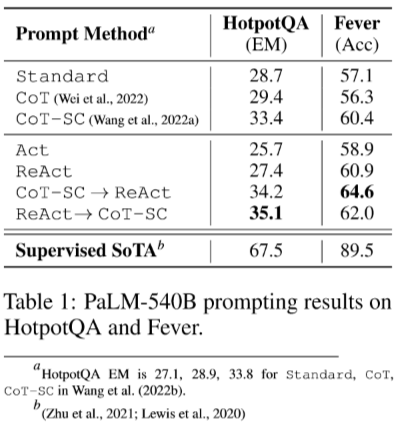 Prompt Method^a HotpotQA Fever
(EM) (Acc)
Standard 28.7 57.1
CoT (Wei et al., 2022) 29.4 56.3
CoT-SC (Wang et al., 2022a) 33.4 60.4
Act 25.7 58.9
ReAct 27.4 60.9
CoT-SC → ReAct 34.2 64.6
ReAct → CoT-SC 35.1 62.0
Supervised SoTA^b 67.5 89.5
Table 1: PaLM-540B prompting results on
HotpotQA and Fever.
^a HotpotQA EM is 27.1, 28.9, 33.8 for Standard, CoT,
CoT-SC in Wang et al. (2022b).
^b (Zhu et al., 2021; Lewis et al., 2020)